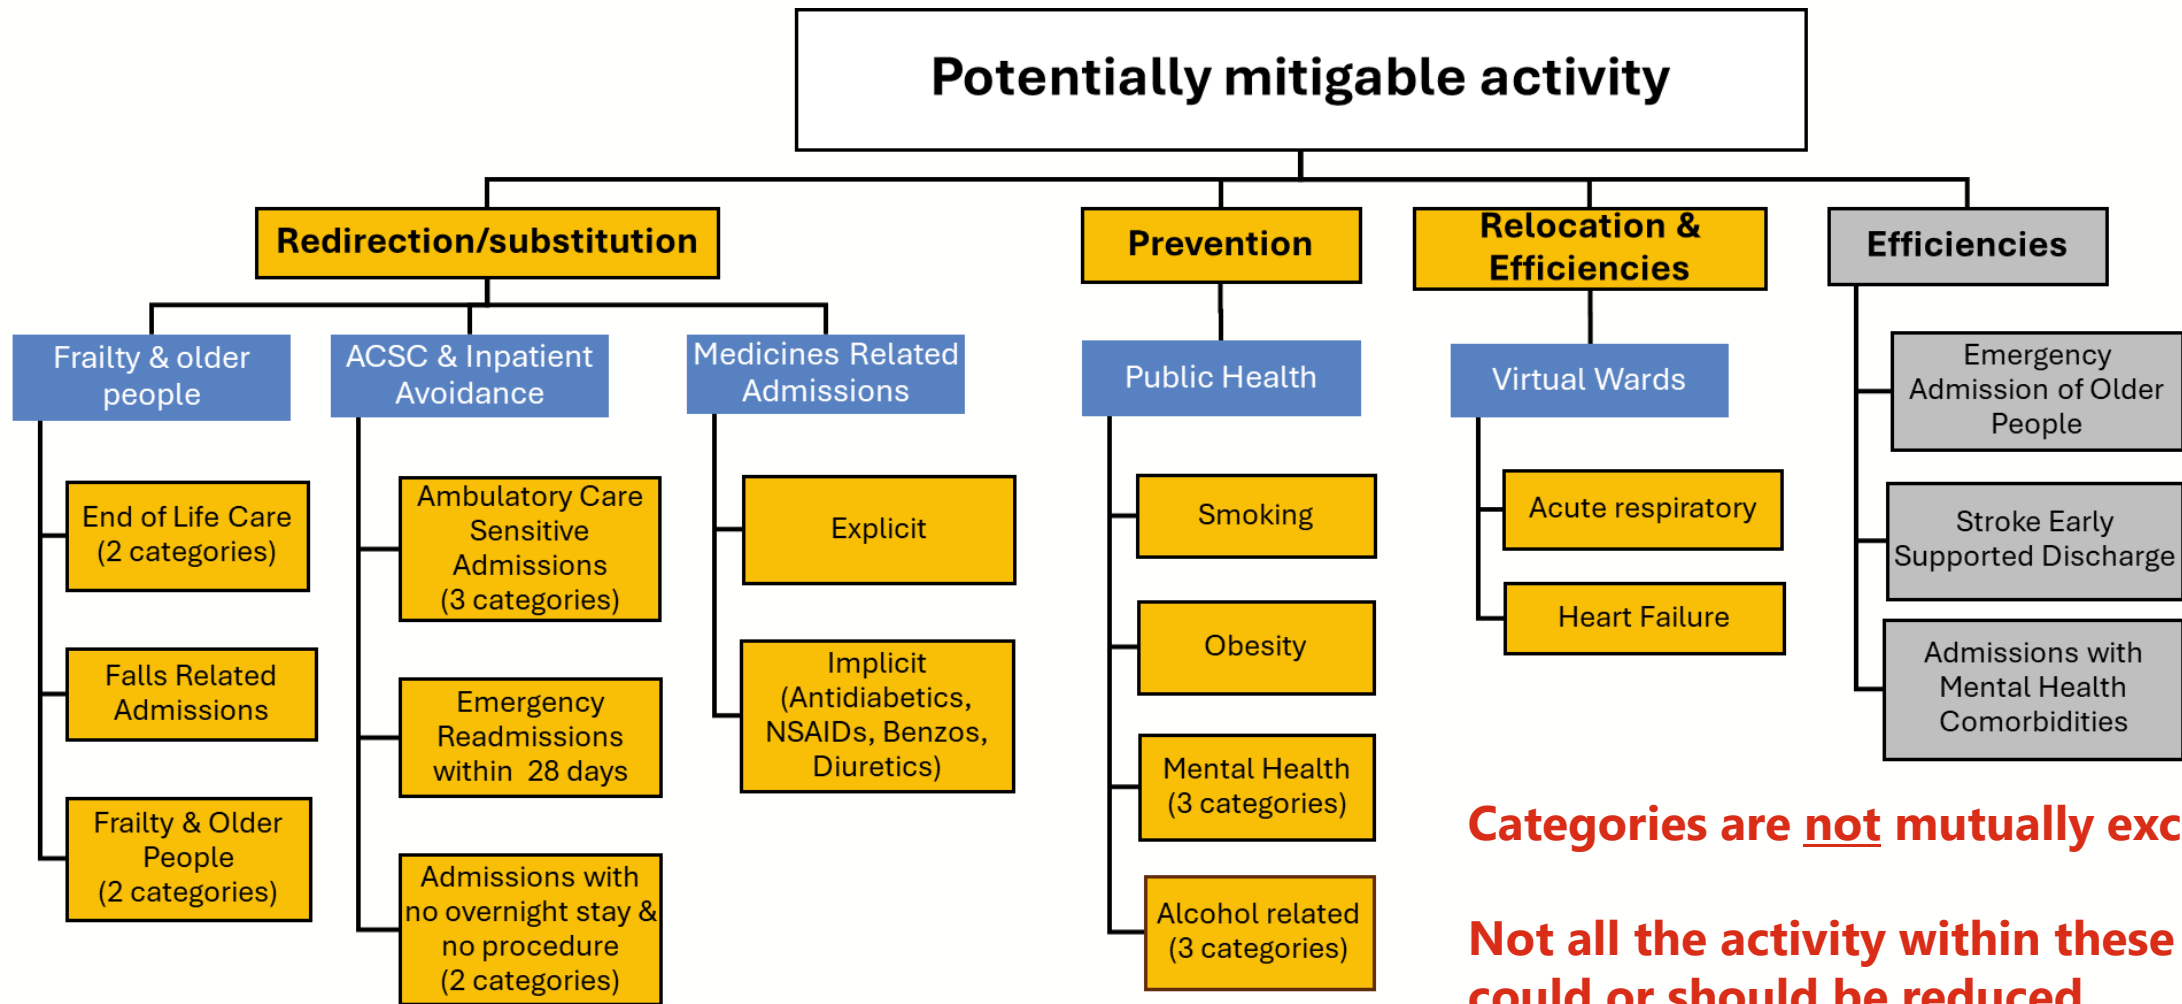 Potentially mitigable activity
Redirection/substitution
Prevention
Relocation &
Efficiencies
Efficiencies
Frailty & older
people
ACSC & Inpatient
Avoidance
Medicines Related
Admissions
Public Health
Virtual Wards
End of Life Care
(2 categories)
Falls Related
Admissions
Frailty & Older
People
(2 categories)
Ambulatory Care
Sensitive
Admissions
(3 categories)
Emergency
Readmissions
within 28 days
Admissions with
no overnight stay &
no procedure
(2 categories)
Explicit
Implicit
(Antidiabetics,
NSAIDs, Benzos,
Diuretics)
Smoking
Obesity
Mental Health
(3 categories)
Alcohol related
(3 categories)
Acute respiratory
Heart Failure
Emergency
Admission of Older
People
Stroke Early
Supported Discharge
Admissions with
Mental Health
Comorbidities
Categories are not mutually exc
Not all the activity within these
could or should be reduced